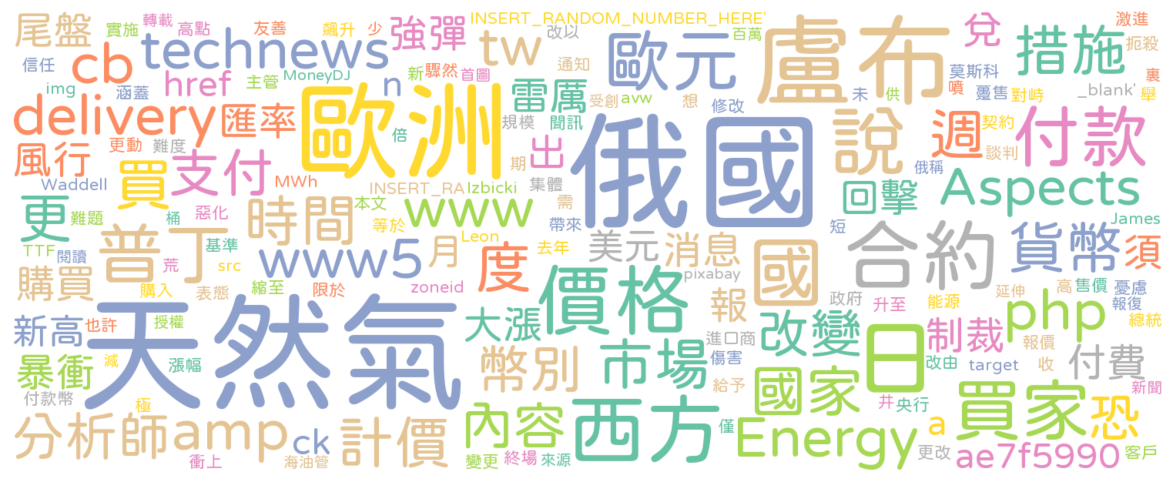 尾盤
實施
轉載
高點
友善
飆升
少
INSERT_RANDOM_NUMBER_HERE'
百萬
激進
信任
cb
technews
強彈
tw
改以
歐元
盧布
兌
措施
扼殺
img
涵蓋
href
主管
MoneyDJ
n
新
驟然
首圖
通知
莫斯科
噴
躉售
對峙
_blank'
裏
舉
delivery
匯率
歐洲
雷厲
受創
avw
想
修改
未
供
風行
更動
難度
倍
規模
聞訊
說
週
契約
談判
付款
Waddell
買
支付
MWh
INSERT_RA
Izbicki
出
期
集體
需
俄國
俄稱
回擊
Aspects
更
難題
桶
惡化
時間
本文
等於
www
帶來
James
TTF
閱讀
普丁
基準
www5
月
Leon
去年
度
美元
消息
短
合約
貨幣
須
荒
src
zoneid
pixabay
國
購買
購入
表態
縮至
限於
價格
報
政府
升至
能源
延伸
高
售價
憂慮
報復
新高
也許
授權
天然氣
大漲
進口商
改變
制裁
php
總統
暴衝
漲幅
減
幣別
市場
傷害
給予
國家
日
改由
target
報價
收
付費
付款幣
極
新聞
分析師
amp
ck
計價
內容
西方
僅
Energy
井
央行
a
買家
恐
衝上
海油管
變更
終場
來源
更改
ae7f5990
客戶